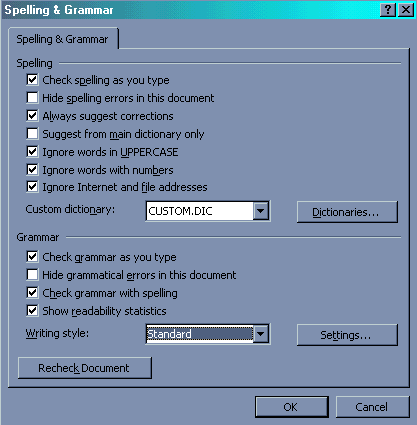 Spelling & Grammar
Spelling & Grammar
Spelling
Check spelling as you type
Hide spelling errors in this document
Always suggest corrections
Suggest from main dictionary only
Ignore words in UPPERCASE
Ignore words with numbers
Ignore Internet and file addresses
Custom dictionary: CUSTOM.DIC Dictionaries...
Grammar
Check grammar as you type
Hide grammatical errors in this document
Check grammar with spelling
Show readability statistics
Writing style: Standard Settings...
Recheck Document
OK Cancel